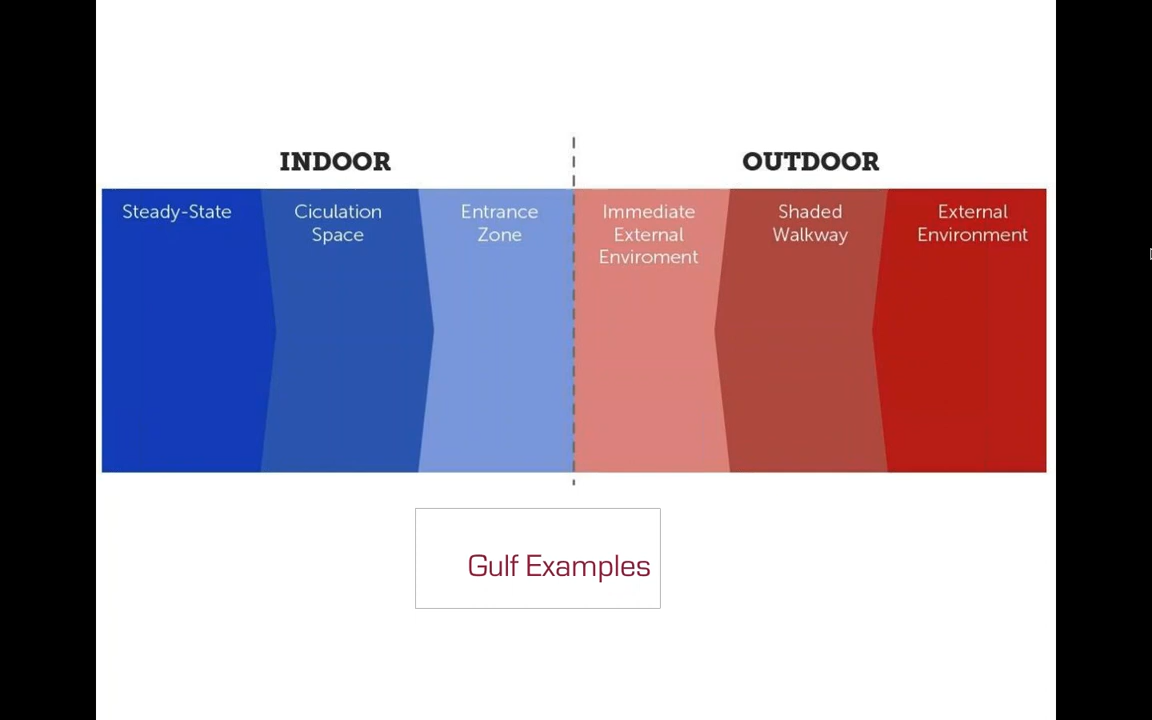 INDOOR
OUTDOOR
Steady-State
Ciculation
Space
Entrance
Zone
Immediate
External
Enviroment
Shaded
Walkway
External
Environment
Gulf Examples